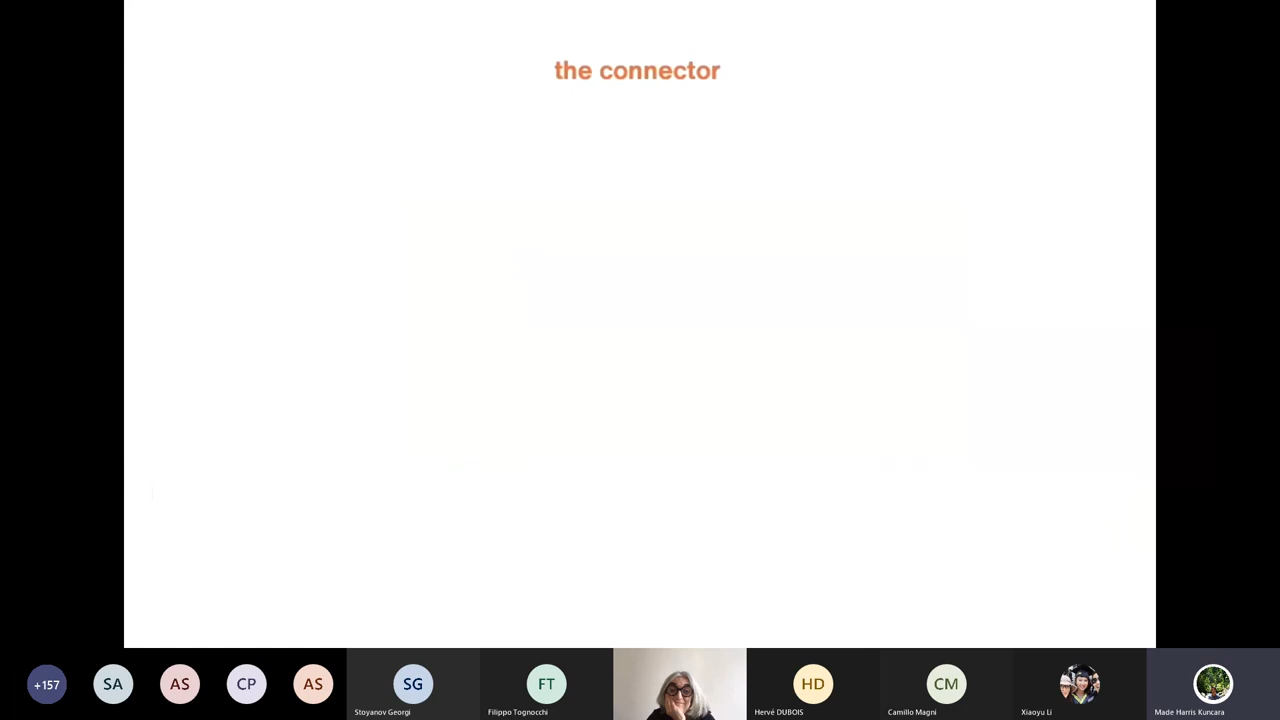 the connector
+157
SA
AS
CP
AS
SG
FT
HD
CM
Stoyanov Georgi
Filippo Tognocchi
Hervé DUBOIS
Camillo Magni
Xiaoyu Li
Made Harris Kuncara